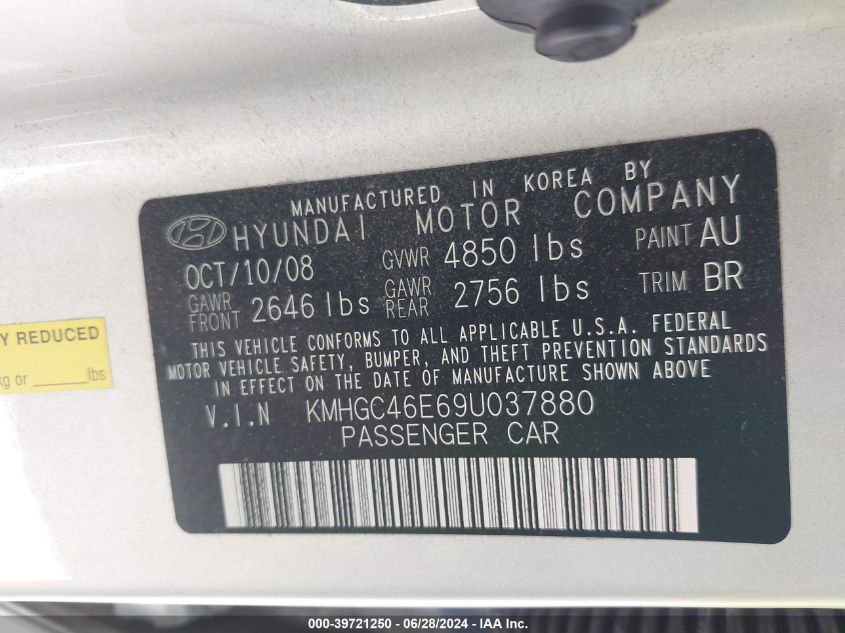 MANUFACTURED IN KOREA BY
HYUNDAI MOTOR COMPANY
OCT/10/08 GVWR 4850 lbs PAINT AU
GAWR FRONT 2646 lbs GAWR REAR 2756 lbs TRIM BR
THIS VEHICLE CONFORMS TO ALL APPLICABLE U.S.A. FEDERAL
MOTOR VEHICLE SAFETY, BUMPER, AND THEFT PREVENTION STANDARDS
IN EFFECT ON THE DATE OF MANUFACTURE SHOWN ABOVE
V.I.N KMHGC46E69U037880
PASSENGER CAR
Y REDUCED
kg or ______ lbs
000-39721250 - 06/28/2024 - © IAA, Inc.